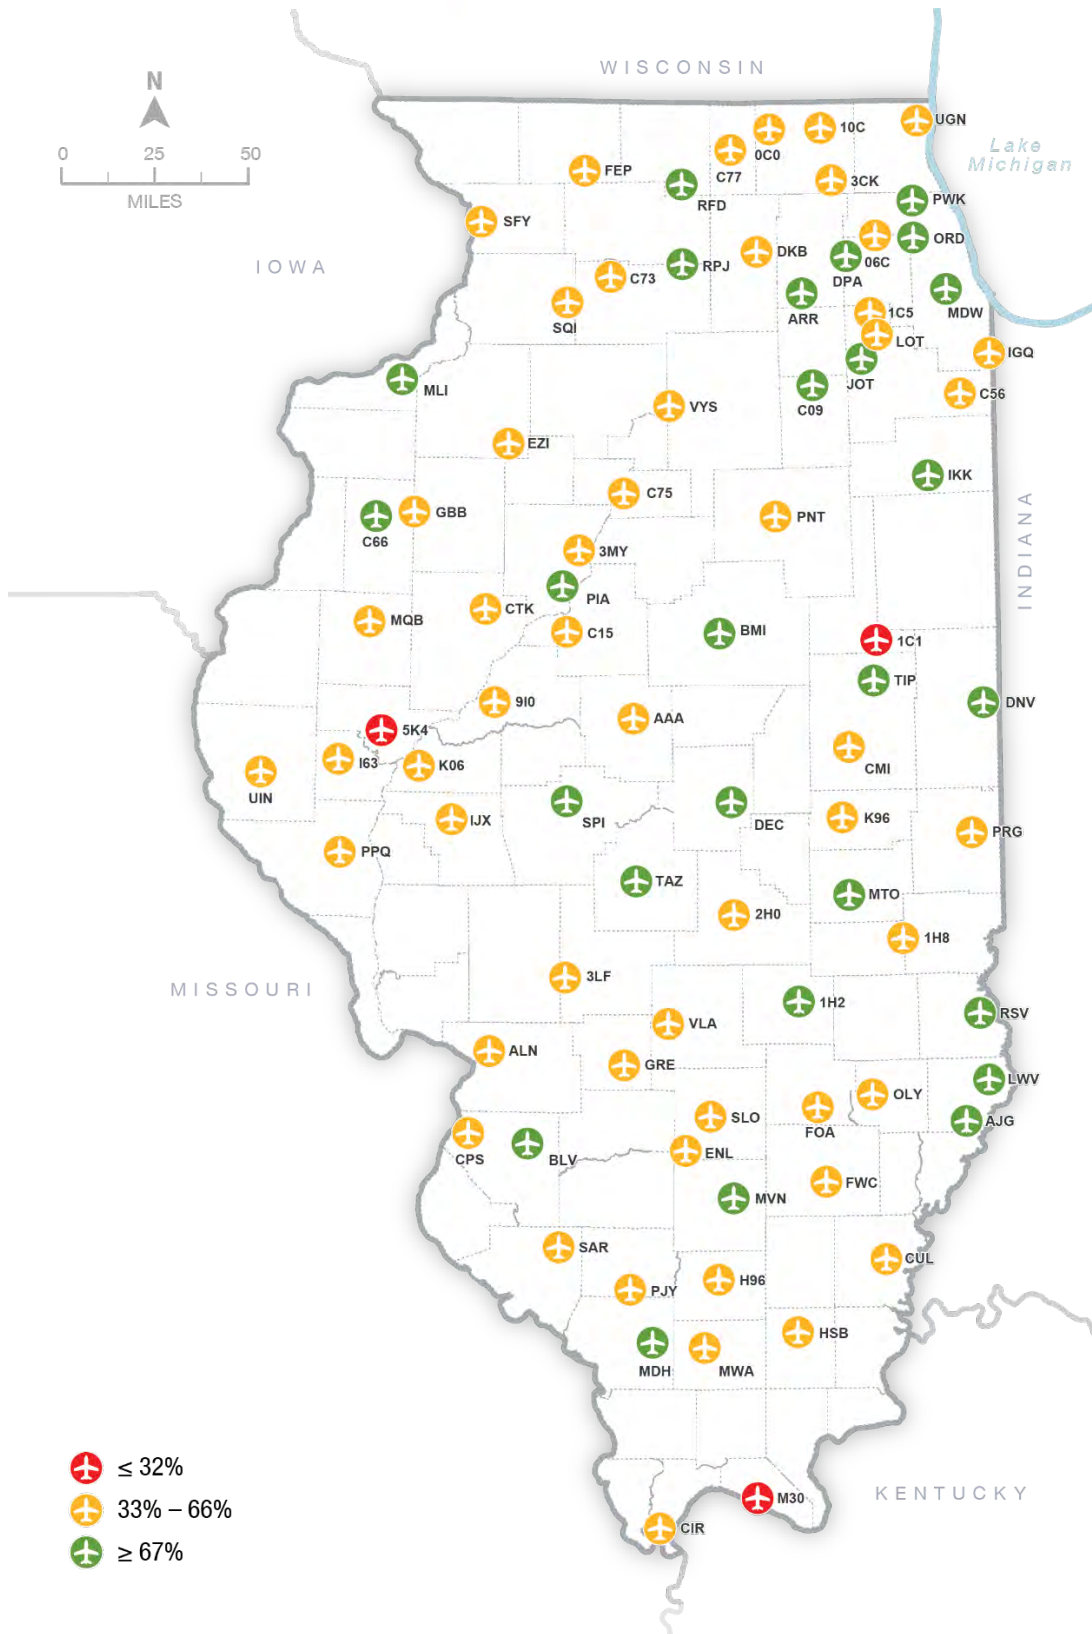 WISCONSIN
N
0 25 50
MILES
UGN
10C
0C0
Lake
Michigan
C77
FEP
3CK
RFD
PWK
SFY
ORD
DKB
06C
IOWA
RPJ
DPA
C73
ARR
MDW
1C5
SQI
LOT
IGQ
JOT
MLI
C56
C09
VYS
EZI
IKK
C75
GBB
PNT
C66
INDIANA
3MY
PIA
CTK
MQB
BMI
C15
1C1
TIP
9I0
DNV
AAA
5K4
I63
K06
CMI
UIN
SPI
DEC
IJX
K96
PRG
PPQ
TAZ
MTO
2H0
1H8
3LF
MISSOURI
1H2
RSV
VLA
ALN
GRE
LWV
OLY
SLO
FOA
AJG
CPS
BLV
ENL
FWC
MVN
SAR
CUL
PJY
H96
HSB
MDH
MWA
≤ 32%
33% – 66%
≥ 67%
KENTUCKY
M30
CIR